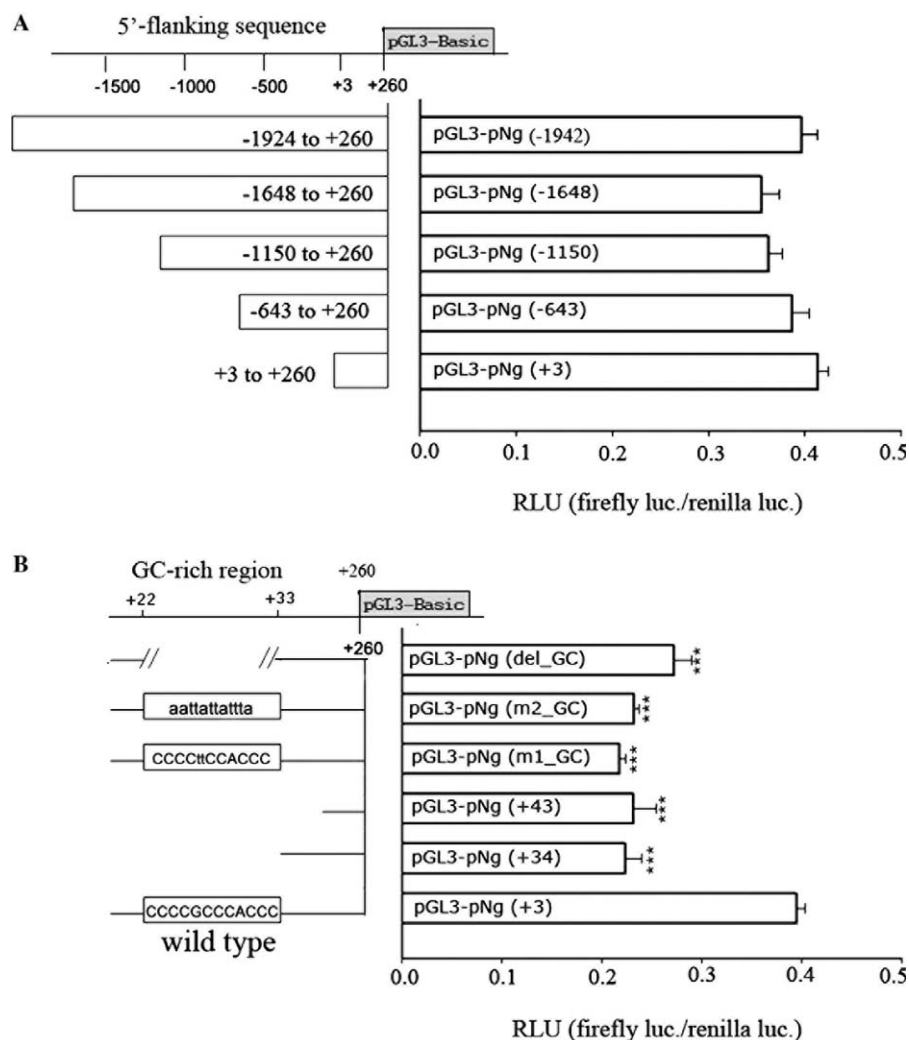 A
5'-flanking sequence
pGL3-Basic
-1500 -1000 -500 +3 +260
-1924 to +260
pGL3-pNg (-1942)
-1648 to +260
pGL3-pNg (-1648)
-1150 to +260
pGL3-pNg (-1150)
-643 to +260
pGL3-pNg (-643)
+3 to +260
pGL3-pNg (+3)
0.0 0.1 0.2 0.3 0.4 0.5
RLU (firefly luc./renilla luc.)
B
GC-rich region
+260
+22 +33
pGL3-Basic
+260
// //
pGL3-pNg (del_GC) ***
aattattattta
pGL3-pNg (m2_GC) ***
CCCCttCCACCC
pGL3-pNg (m1_GC) ***
pGL3-pNg (+43) ***
pGL3-pNg (+34) ***
CCCCGCCCACCC
pGL3-pNg (+3)
wild type
0.0 0.1 0.2 0.3 0.4 0.5
RLU (firefly luc./renilla luc.)